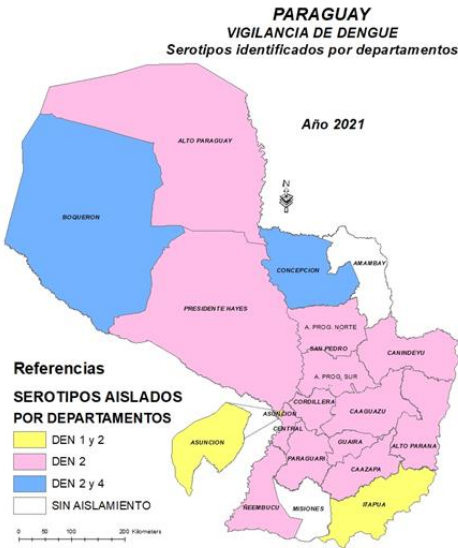 PARAGUAY
VIGILANCIA DE DENGUE
Serotipos identificados por departamentos
Año 2021
ALTO PARAGUAY
N
BOQUERON
CONCEPCION
AMAMBAY
PRESIDENTE HAYES
A. PROG. NORTE
SAN PEDRO
CANINDEYU
A. PROG, SUR
CORDILLERA
ASUNCION
CAAGUAZU
CENTRAL
ASUNCION
GUAIRA
ALTO PARANA
PARAGUARI
CAAZAPA
ITAPUA
ÑEEMBUCU
MISIONES
Referencias
SEROTIPOS AISLADOS
POR DEPARTAMENTOS
DEN 1 y 2
DEN 2
DEN 2 y 4
SIN AISLAMIENTO
0 50 100 200 Kilometers